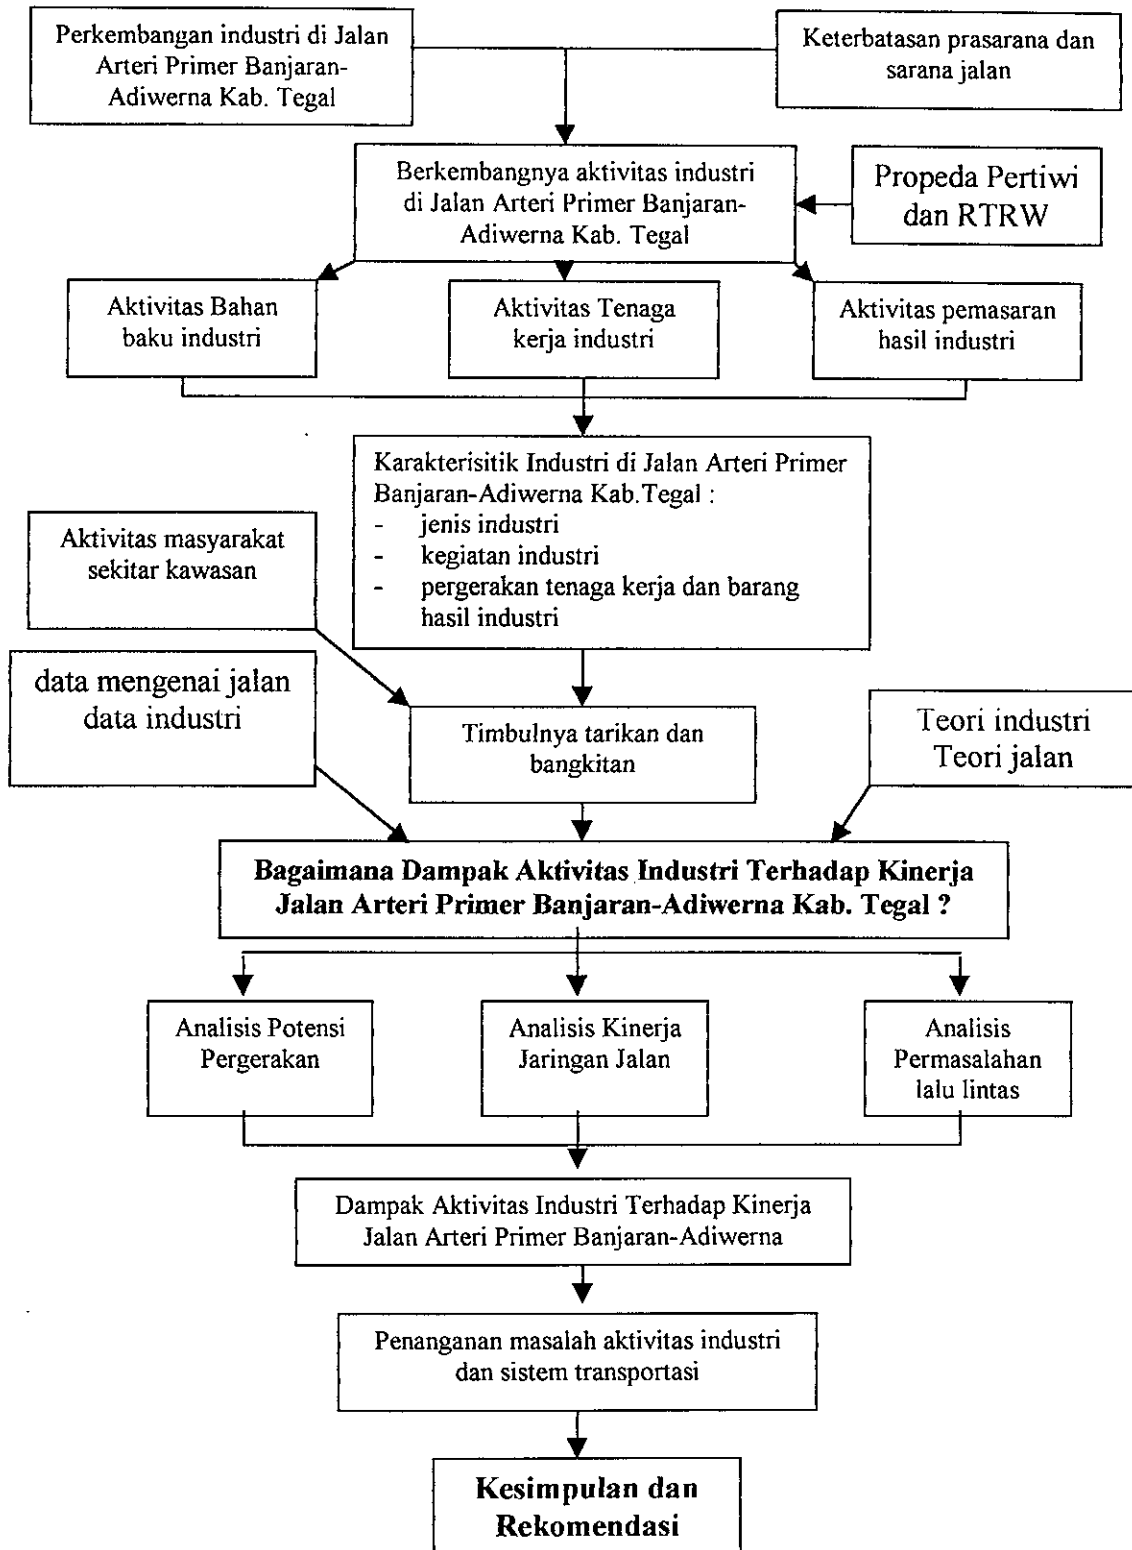 Perkembangan industri di Jalan
Arteri Primer Banjaran-
Adiwerna Kab. Tegal
Keterbatasan prasarana dan
sarana jalan
Berkembangnya aktivitas industri
di Jalan Arteri Primer Banjaran-
Adiwerna Kab. Tegal
Propeda Pertiwi
dan RTRW
Aktivitas Bahan
baku industri
Aktivitas Tenaga
kerja industri
Aktivitas pemasaran
hasil industri
Karakterisitik Industri di Jalan Arteri Primer
Banjaran-Adiwerna Kab.Tegal :
- jenis industri
- kegiatan industri
- pergerakan tenaga kerja dan barang
hasil industri
Aktivitas masyarakat
sekitar kawasan
data mengenai jalan
data industri
Timbulnya tarikan dan
bangkitan
Teori industri
Teori jalan
Bagaimana Dampak Aktivitas Industri Terhadap Kinerja
Jalan Arteri Primer Banjaran-Adiwerna Kab. Tegal ?
Analisis Potensi
Pergerakan
Analisis Kinerja
Jaringan Jalan
Analisis
Permasalahan
lalu lintas
Dampak Aktivitas Industri Terhadap Kinerja
Jalan Arteri Primer Banjaran-Adiwerna
Penanganan masalah aktivitas industri
dan sistem transportasi
Kesimpulan dan
Rekomendasi